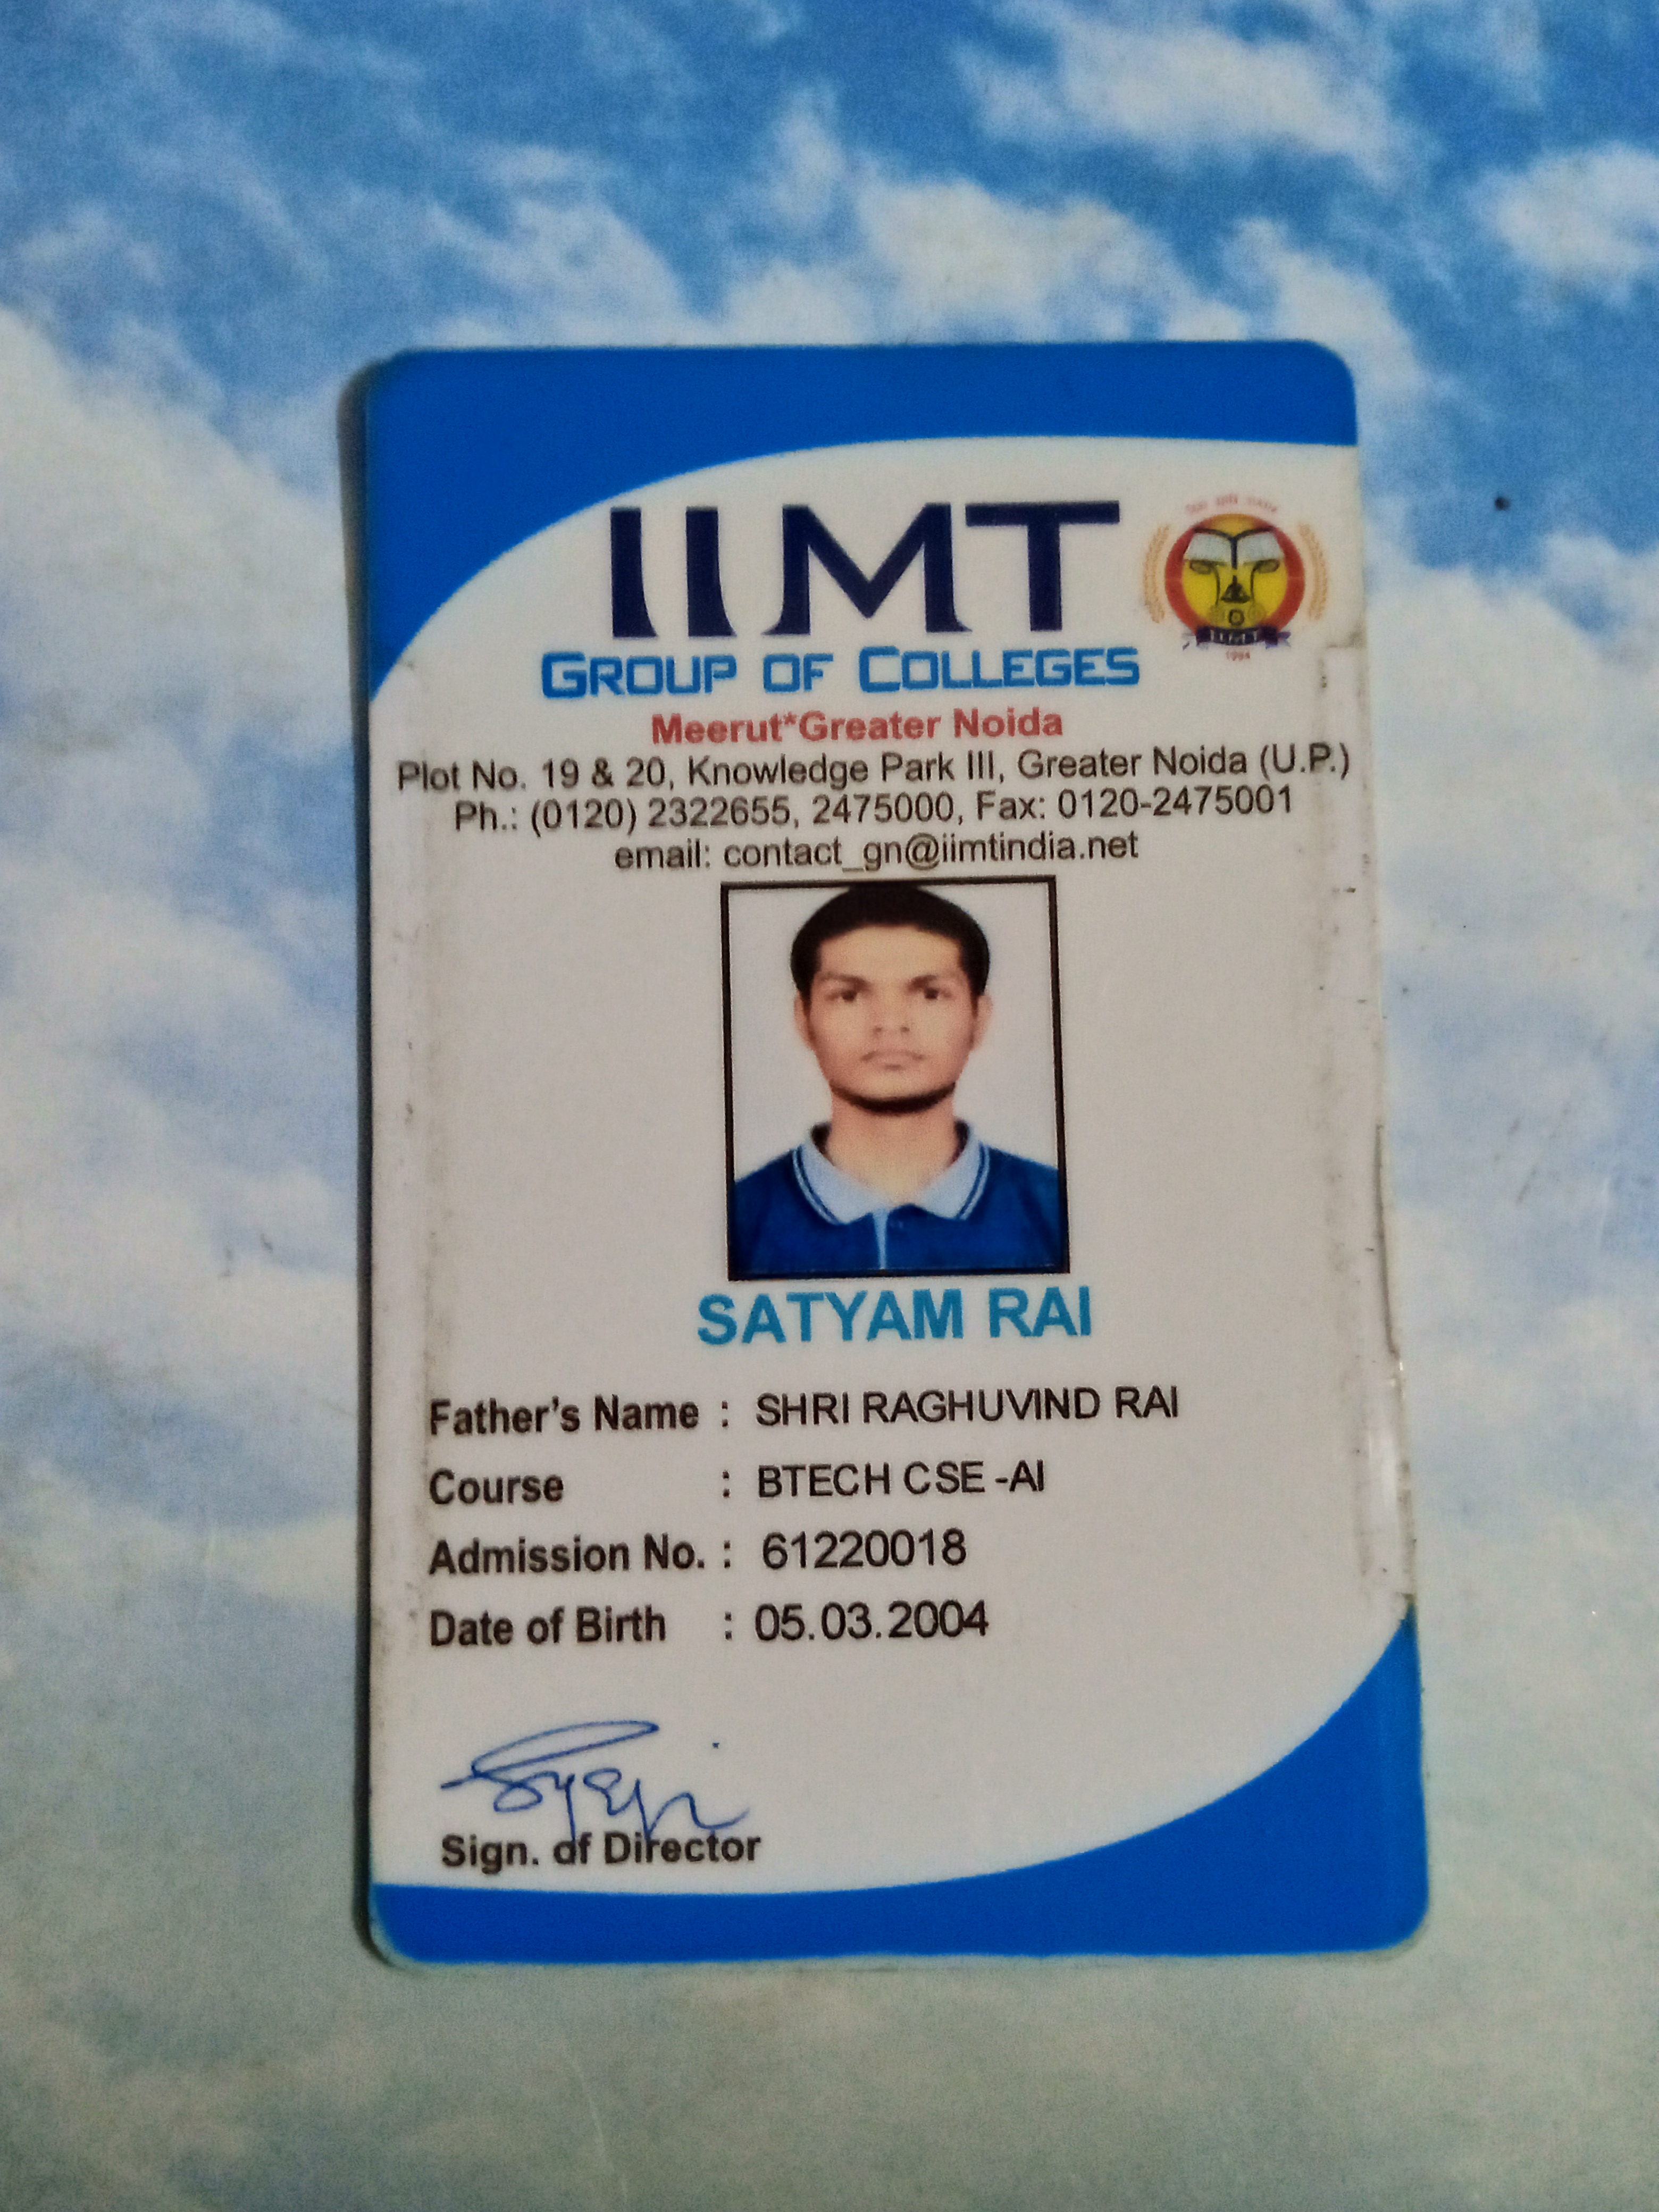 IIMT
GROUP OF COLLEGES
Meerut*Greater Noida
Plot No. 19 & 20, Knowledge Park III, Greater Noida (U.P.)
Ph.: (0120) 2322655, 2475000, Fax: 0120-2475001
email: contact_gn@iimtindia.net
IIMT
1994
SATYAM RAI
Father's Name : SHRI RAGHUVIND RAI
Course : BTECH CSE -AI
Admission No. : 61220018
Date of Birth : 05.03.2004
Sign. of Director